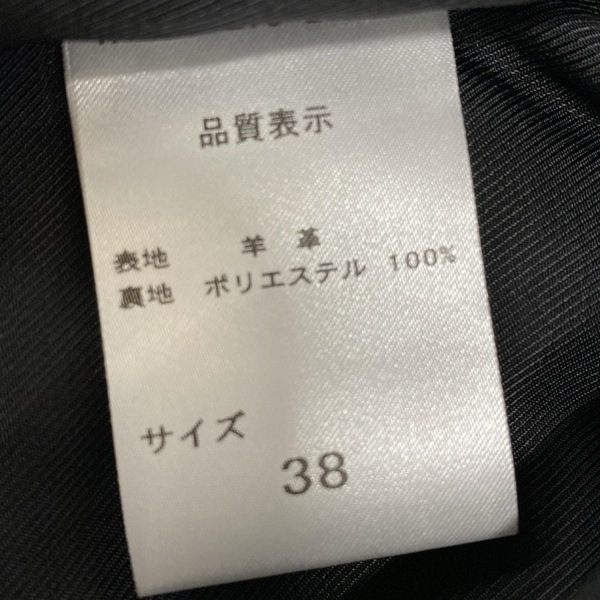 品質表示
表地 羊革
裏地 ポリエステル 100%
サイズ
38